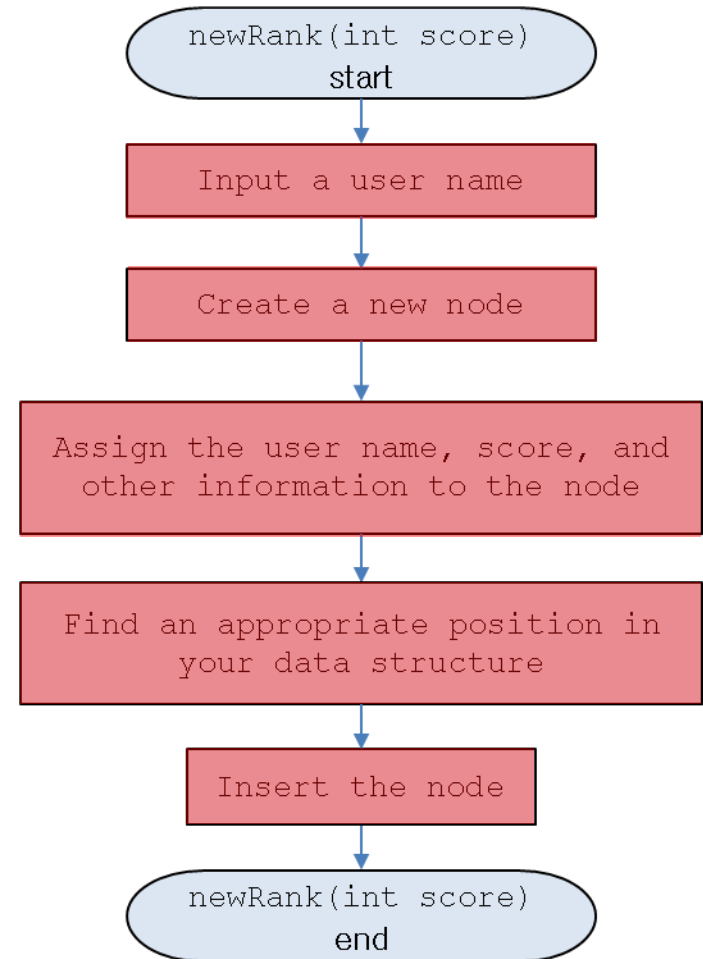 newRank(int score)
start
Input a user name
Create a new node
Assign the user name, score, and
other information to the node
Find an appropriate position in
your data structure
Insert the node
newRank(int score)
end